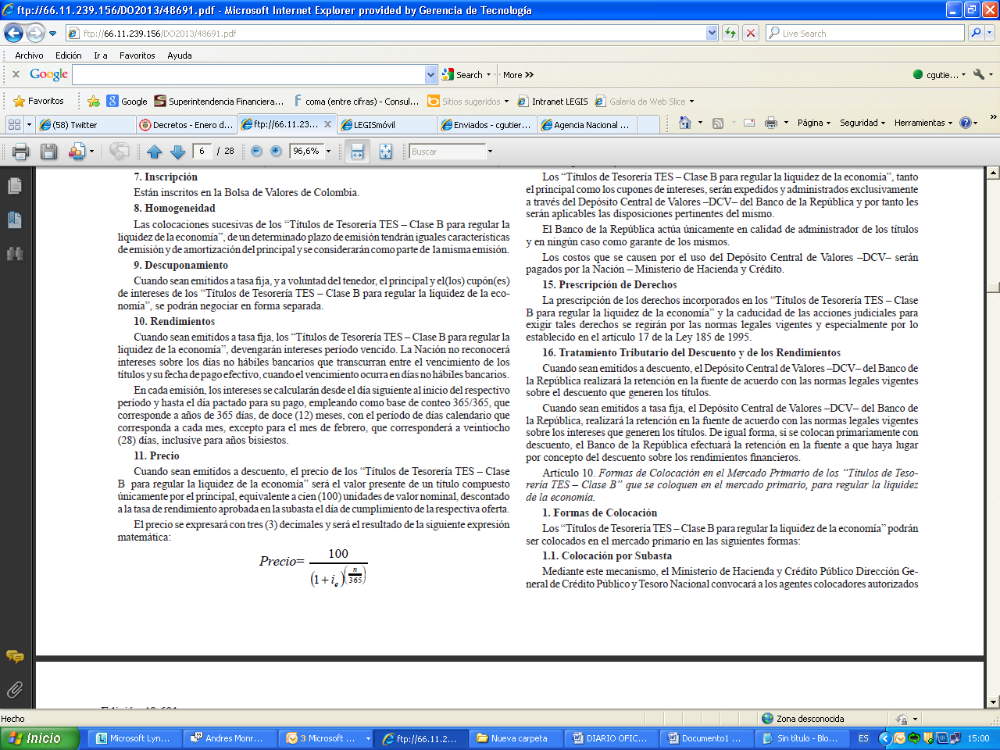 ftp://66.11.239.156/DO2013/48691.pdf - Microsoft Internet Explorer provided by Gerencia de Tecnología
ftp://66.11.239.156/DO2013/48691.pdf
Live Search
Archivo Edición Ir a Favoritos Ayuda
x Google Search More cgutie...
Favoritos Google Superintendencia Financiera... coma (entre cifras) - Consul... Sitios sugeridos Intranet LEGIS Galería de Web Slice
(58) Twitter Decretos - Enero d... ftp://66.11.23... LEGISmóvil Enviados - cgutier... Agencia Nacional ... Página Seguridad Herramientas
6 / 28 96,6% Buscar
7. Inscripción
Están inscritos en la Bolsa de Valores de Colombia.
8. Homogeneidad
Las colocaciones sucesivas de los “Títulos de Tesorería TES – Clase B para regular la
liquidez de la economía”, de un determinado plazo de emisión tendrán iguales características
de emisión y de amortización del principal y se considerarán como parte de la misma emisión.
9. Descuponamiento
Cuando sean emitidos a tasa fija, y a voluntad del tenedor, el principal y el(los) cupón(es)
de intereses de los “Títulos de Tesorería TES – Clase B para regular la liquidez de la eco-
nomía”, se podrán negociar en forma separada.
10. Rendimientos
Cuando sean emitidos a tasa fija, los “Títulos de Tesorería TES – Clase B para regular la
liquidez de la economía”, devengarán intereses período vencido. La Nación no reconocerá
intereses sobre los días no hábiles bancarios que transcurran entre el vencimiento de los
títulos y su fecha de pago efectivo, cuando el vencimiento ocurra en días no hábiles bancarios.
En cada emisión, los intereses se calcularán desde el día siguiente al inicio del respectivo
período y hasta el día pactado para su pago, empleando como base de conteo 365/365, que
corresponde a años de 365 días, de doce (12) meses, con el período de días calendario que
corresponda a cada mes, excepto para el mes de febrero, que corresponderá a veintiocho
(28) días, inclusive para años bisiestos.
11. Precio
Cuando sean emitidos a descuento, el precio de los “Títulos de Tesorería TES – Clase
B para regular la liquidez de la economía” será el valor presente de un título compuesto
únicamente por el principal, equivalente a cien (100) unidades de valor nominal, descontado
a la tasa de rendimiento aprobada en la subasta el día de cumplimiento de la respectiva oferta.
El precio se expresará con tres (3) decimales y será el resultado de la siguiente expresión
matemática:
Precio= 100
(1 + ie)(n/365)
Los “Títulos de Tesorería TES – Clase B para regular la liquidez de la economía”, tanto
el principal como los cupones de intereses, serán expedidos y administrados exclusivamente
a través del Depósito Central de Valores –DCV– del Banco de la República y por tanto les
serán aplicables las disposiciones pertinentes del mismo.
El Banco de la República actúa únicamente en calidad de administrador de los títulos
y en ningún caso como garante de los mismos.
Los costos que se causen por el uso del Depósito Central de Valores –DCV– serán
pagados por la Nación – Ministerio de Hacienda y Crédito.
15. Prescripción de Derechos
La prescripción de los derechos incorporados en los “Títulos de Tesorería TES – Clase
B para regular la liquidez de la economía” y la caducidad de las acciones judiciales para
exigir tales derechos se regirán por las normas legales vigentes y especialmente por lo
establecido en el artículo 17 de la Ley 185 de 1995.
16. Tratamiento Tributario del Descuento y de los Rendimientos
Cuando sean emitidos a descuento, el Depósito Central de Valores –DCV– del Banco de
la República realizará la retención en la fuente de acuerdo con las normas legales vigentes
sobre el descuento que generen los títulos.
Cuando sean emitidos a tasa fija, el Depósito Central de Valores –DCV– del Banco de
la República, realizará la retención en la fuente de acuerdo con las normas legales vigentes
sobre los intereses que generen los títulos. De igual forma, si se colocan primariamente con
descuento, el Banco de la República efectuará la retención en la fuente a que haya lugar
por concepto del descuento sobre los rendimientos financieros.
Artículo 10. Formas de Colocación en el Mercado Primario de los “Títulos de Teso-
rería TES – Clase B” que se coloquen en el mercado primario, para regular la liquidez
de la economía.
1. Formas de Colocación
Los “Títulos de Tesorería TES – Clase B para regular la liquidez de la economía” podrán
ser colocados en el mercado primario en las siguientes formas:
1.1. Colocación por Subasta
Mediante este mecanismo, el Ministerio de Hacienda y Crédito Público Dirección Ge-
neral de Crédito Público y Tesoro Nacional convocará a los agentes colocadores autorizados
Hecho Zona desconocida
Inicio Microsoft Lyn... Andres Monr... 3 Microsoft ... ftp://66.11.2... Nueva carpeta DIARIO OFIC... Documento1 ... Sin título - Blo... ES 15:00